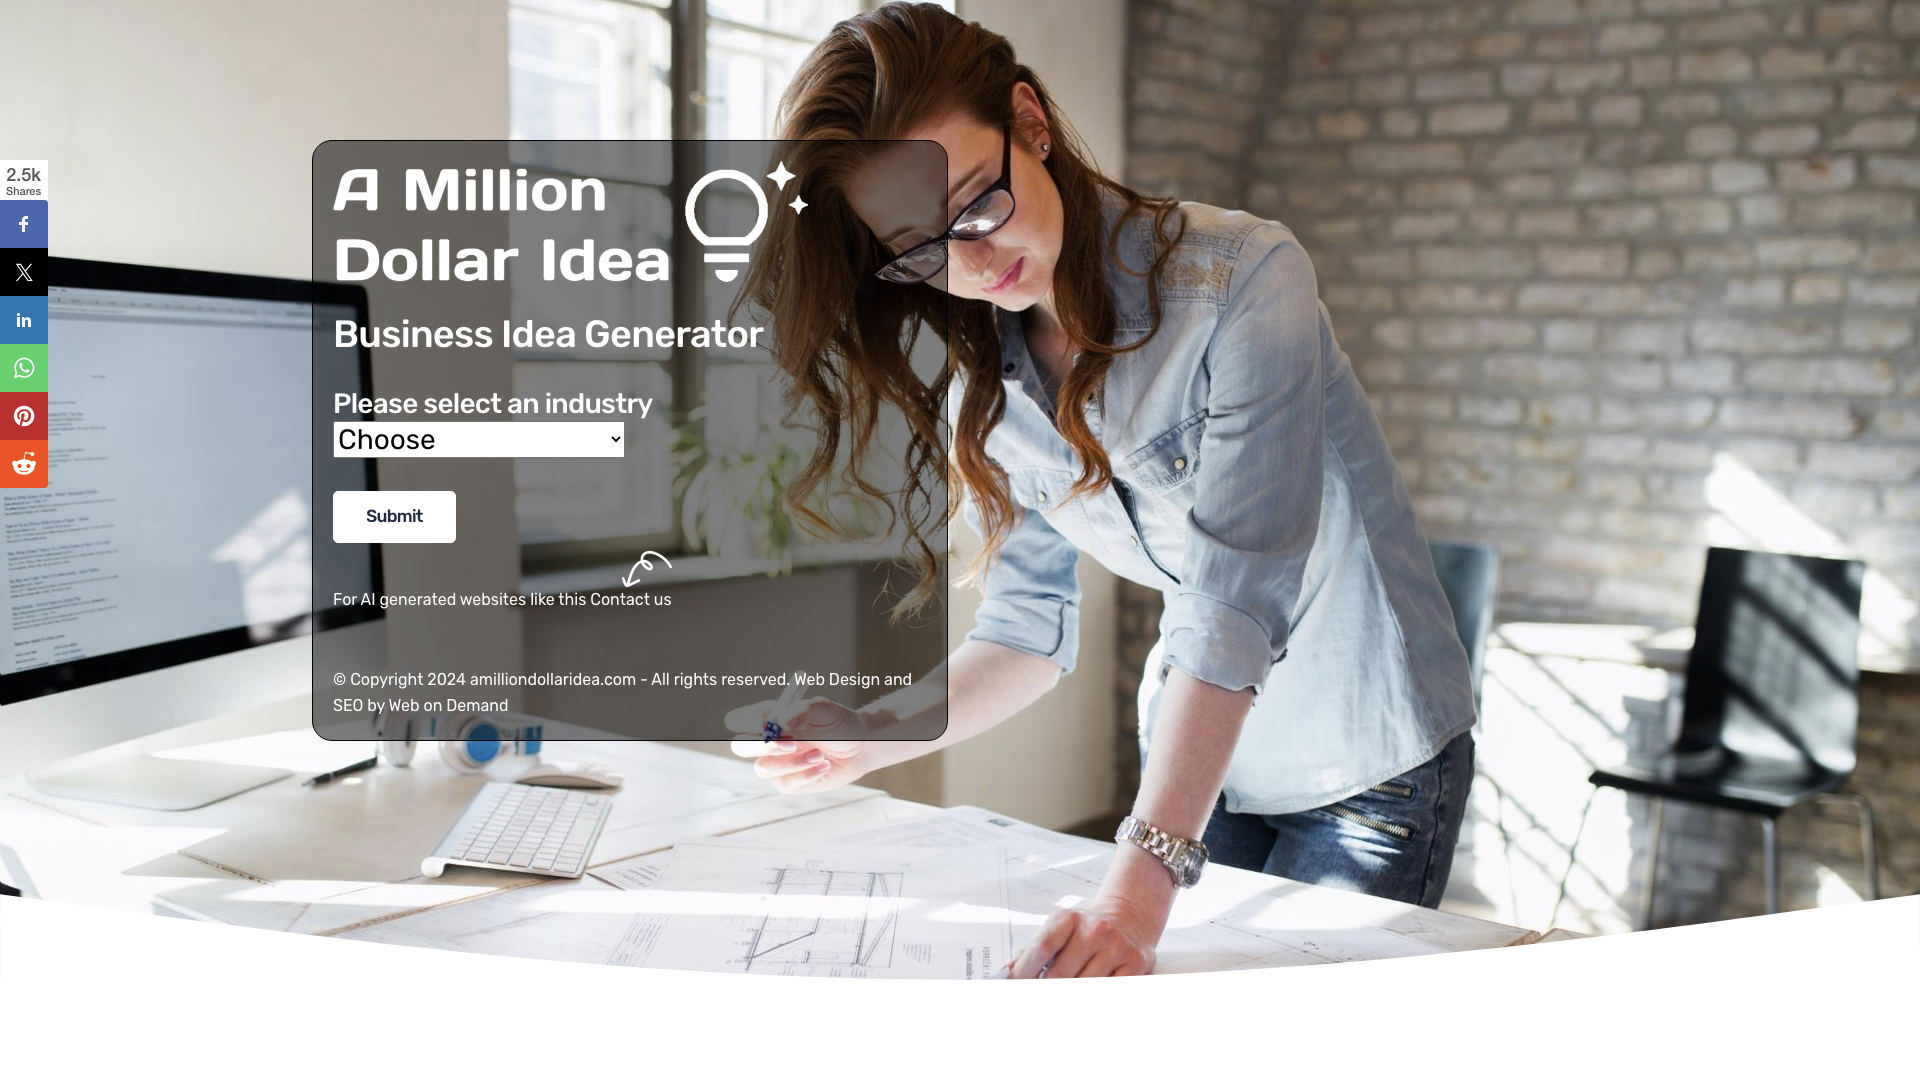 A Million
Dollar Idea
Business Idea Generator
Please select an industry
Choose
Submit
For AI generated websites like this Contact us
© Copyright 2024 amilliondollaridea.com - All rights reserved. Web Design and
SEO by Web on Demand
2.5k
Shares